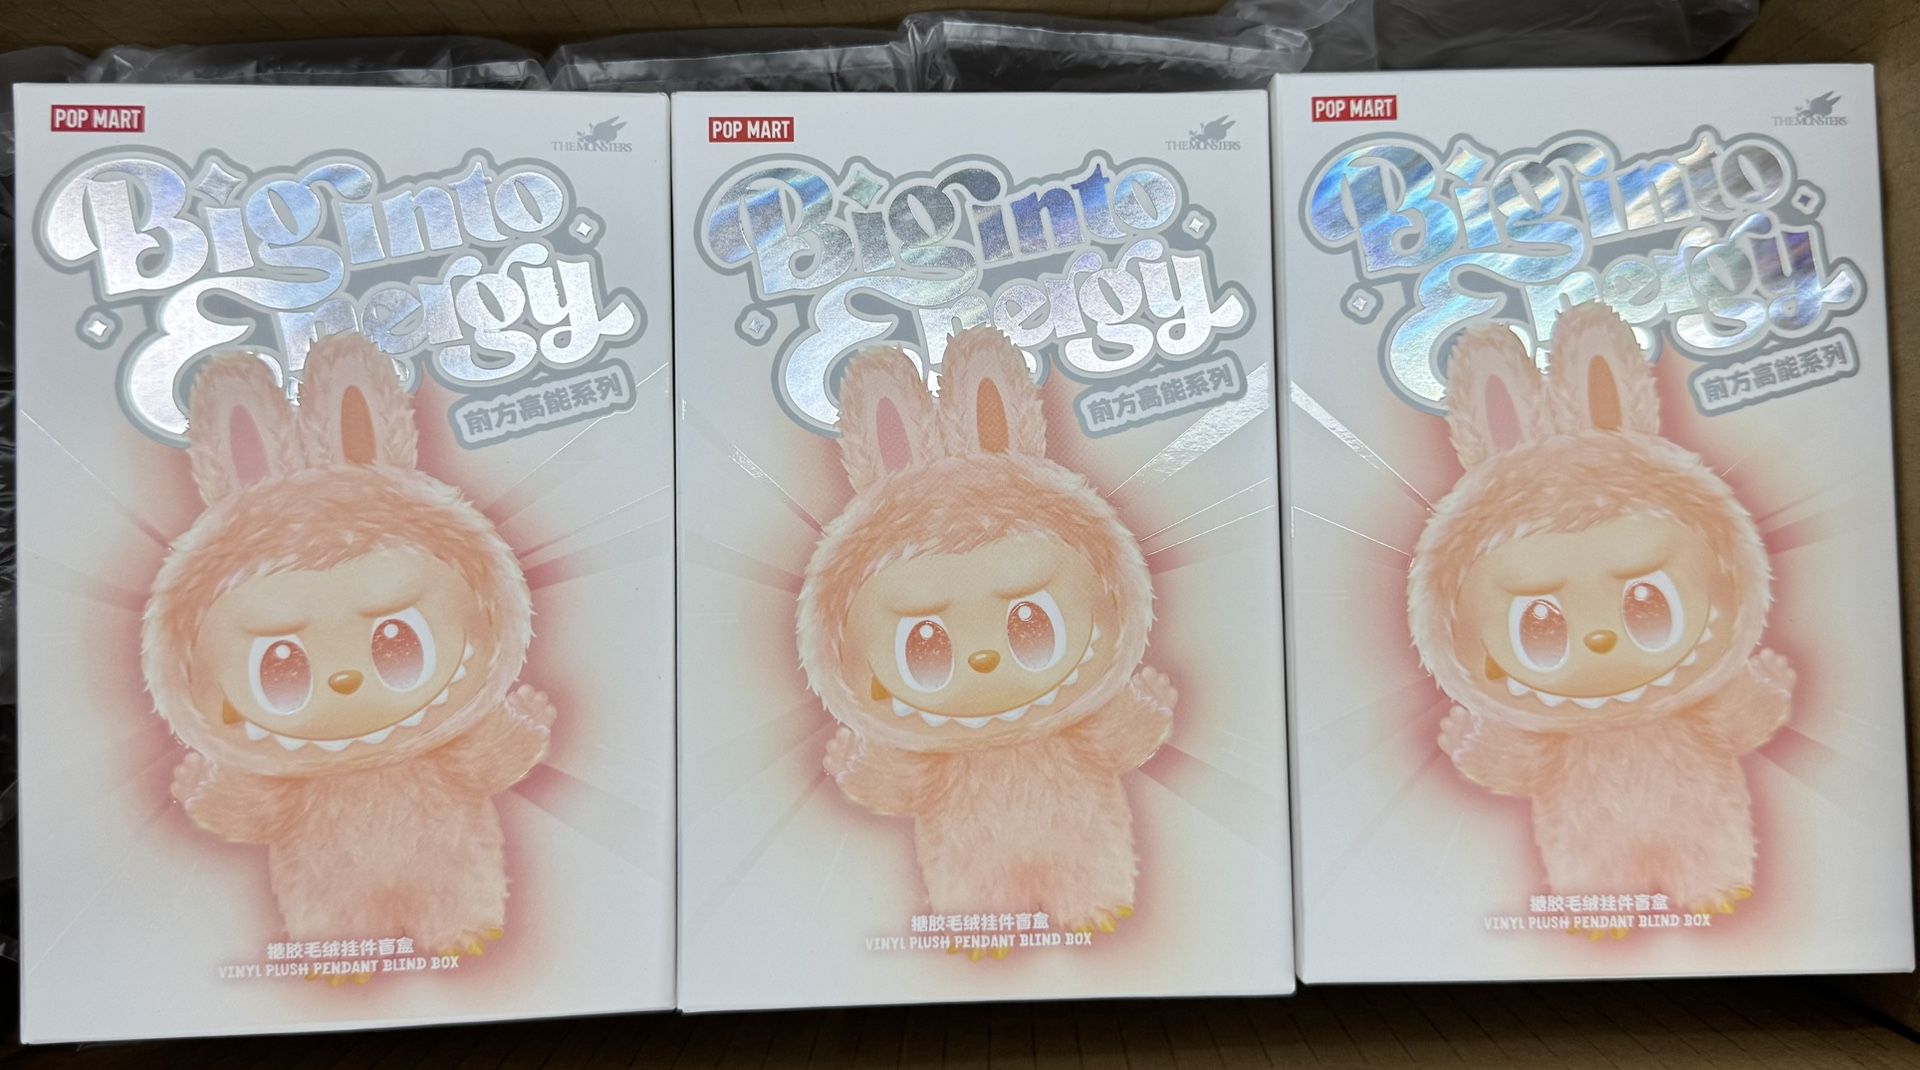 POP MART
THE MONSTERS
Big into
Energy
前方高能系列
搪胶毛绒挂件盲盒
VINYL PLUSH PENDANT BLIND BOX
POP MART
THE MONSTERS
Big into
Energy
前方高能系列
搪胶毛绒挂件盲盒
VINYL PLUSH PENDANT BLIND BOX
POP MART
THE MONSTERS
Big into
Energy
前方高能系列
搪胶毛绒挂件盲盒
VINYL PLUSH PENDANT BLIND BOX